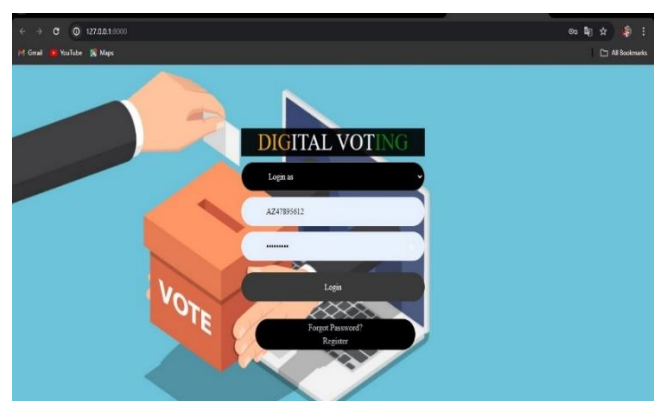 127.0.0.1:8000
Gmail YouTube Maps All Bookmarks
DIGITAL VOTING
Login as
AZ47895612
•••••••••
Login
VOTE
Forgot Password?
Register